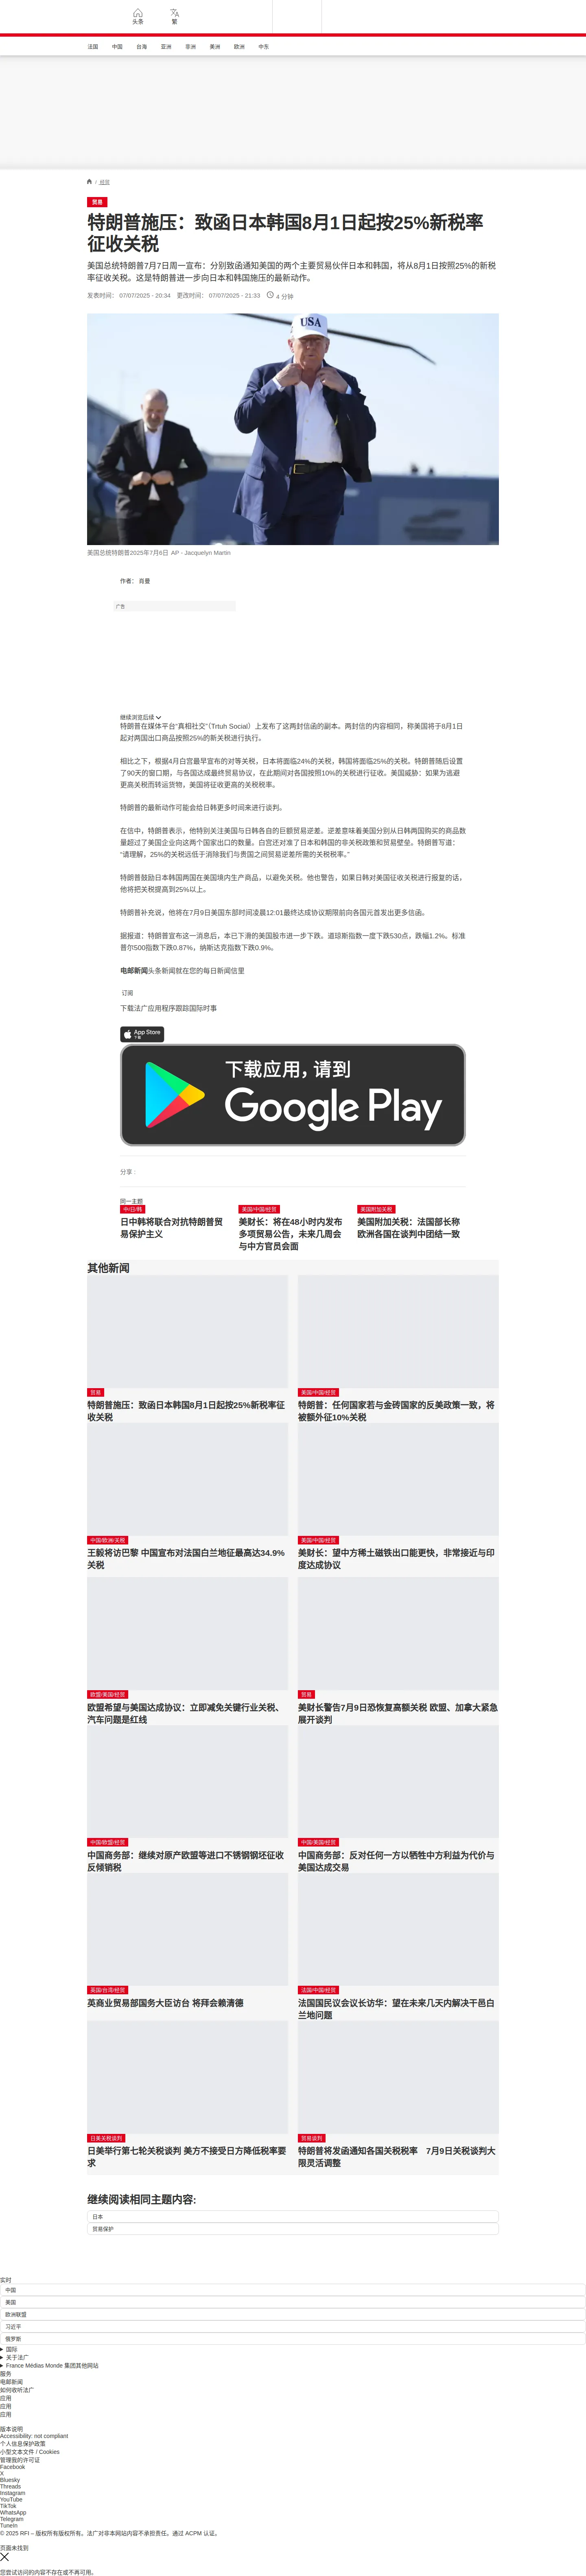 头条
繁
法国
中国
台海
亚洲
非洲
美洲
欧洲
中东
/ 经贸
贸易
特朗普施压：致函日本韩国8月1日起按25%新税率
征收关税
美国总统特朗普7月7日周一宣布：分别致函通知美国的两个主要贸易伙伴日本和韩国，将从8月1日按照25%的新税
率征收关税。这是特朗普进一步向日本和韩国施压的最新动作。
发表时间： 07/07/2025 - 20:34 更改时间： 07/07/2025 - 21:33 4 分钟
USA
美国总统特朗普2025年7月6日 AP - Jacquelyn Martin
作者： 肖曼
广告
继续浏览后续
特朗普在媒体平台“真相社交”（Trtuh Social）上发布了这两封信函的副本。两封信的内容相同，称美国将于8月1日
起对两国出口商品按照25%的新关税进行执行。
相比之下，根据4月白宫最早宣布的对等关税，日本将面临24%的关税，韩国将面临25%的关税。特朗普随后设置
了90天的窗口期，与各国达成最终贸易协议，在此期间对各国按照10%的关税进行征收。美国威胁：如果为逃避
更高关税而转运货物，美国将征收更高的关税税率。
特朗普的最新动作可能会给日韩更多时间来进行谈判。
在信中，特朗普表示，他特别关注美国与日韩各自的巨额贸易逆差。逆差意味着美国分别从日韩两国购买的商品数
量超过了美国企业向这两个国家出口的数量。白宫还对准了日本和韩国的非关税政策和贸易壁垒。特朗普写道：
“请理解，25%的关税远低于消除我们与贵国之间贸易逆差所需的关税税率。”
特朗普鼓励日本韩国两国在美国境内生产商品，以避免关税。他也警告，如果日韩对美国征收关税进行报复的话，
他将把关税提高到25%以上。
特朗普补充说，他将在7月9日美国东部时间凌晨12:01最终达成协议期限前向各国元首发出更多信函。
据报道：特朗普宣布这一消息后，本已下滑的美国股市进一步下跌。道琼斯指数一度下跌530点，跌幅1.2%。标准
普尔500指数下跌0.87%，纳斯达克指数下跌0.9%。
电邮新闻头条新闻就在您的每日新闻信里
订阅
下载法广应用程序跟踪国际时事
App Store
下载
下载应用，请到
Google Play
分享 :
同一主题
中/日/韩
日中韩将联合对抗特朗普贸
易保护主义
美国/中国/经贸
美财长：将在48小时内发布
多项贸易公告，未来几周会
与中方官员会面
美国附加关税
美国附加关税：法国部长称
欧洲各国在谈判中团结一致
其他新闻
贸易
特朗普施压：致函日本韩国8月1日起按25%新税率征
收关税
美国/中国/经贸
特朗普：任何国家若与金砖国家的反美政策一致，将
被额外征10%关税
中国/欧洲/关税
王毅将访巴黎 中国宣布对法国白兰地征最高达34.9%
关税
美国/中国/经贸
美财长：望中方稀土磁铁出口能更快，非常接近与印
度达成协议
欧盟/美国/经贸
欧盟希望与美国达成协议：立即减免关键行业关税、
汽车问题是红线
贸易
美财长警告7月9日恐恢复高额关税 欧盟、加拿大紧急
展开谈判
中国/欧盟/经贸
中国商务部：继续对原产欧盟等进口不锈钢钢坯征收
反倾销税
中国/美国/经贸
中国商务部：反对任何一方以牺牲中方利益为代价与
美国达成交易
英国/台湾/经贸
英商业贸易部国务大臣访台 将拜会赖清德
法国/中国/经贸
法国国民议会议长访华：望在未来几天内解决干邑白
兰地问题
日美关税谈判
日美举行第七轮关税谈判 美方不接受日方降低税率要
求
贸易谈判
特朗普将发函通知各国关税税率 7月9日关税谈判大
限灵活调整
继续阅读相同主题内容:
日本
贸易保护
实时
中国
美国
欧洲联盟
习近平
俄罗斯
国际
关于法广
France Médias Monde 集团其他网站
服务
电邮新闻
如何收听法广
应用
应用
应用
版本说明
Accessibility: not compliant
个人信息保护政策
小型文本文件 / Cookies
管理我的许可证
Facebook
X
Bluesky
Threads
Instagram
YouTube
TikTok
WhatsApp
Telegram
TuneIn
© 2025 RFI – 版权所有版权所有。法广对非本网站内容不承担责任。通过 ACPM 认证。
页面未找到
您尝试访问的内容不存在或不再可用。